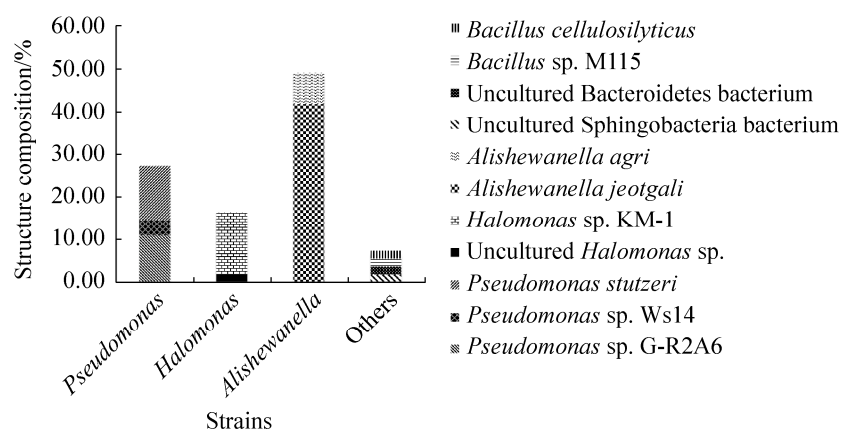 Structure composition/%
60.00
50.00
40.00
30.00
20.00
10.00
0.00
Pseudomonas
Halomonas
Alishewanella
Others
Strains
Bacillus cellulosilyticus
Bacillus sp. M115
Uncultured Bacteroidetes bacterium
Uncultured Sphingobacteria bacterium
Alishewanella agri
Alishewanella jeotgali
Halomonas sp. KM-1
Uncultured Halomonas sp.
Pseudomonas stutzeri
Pseudomonas sp. Ws14
Pseudomonas sp. G-R2A6